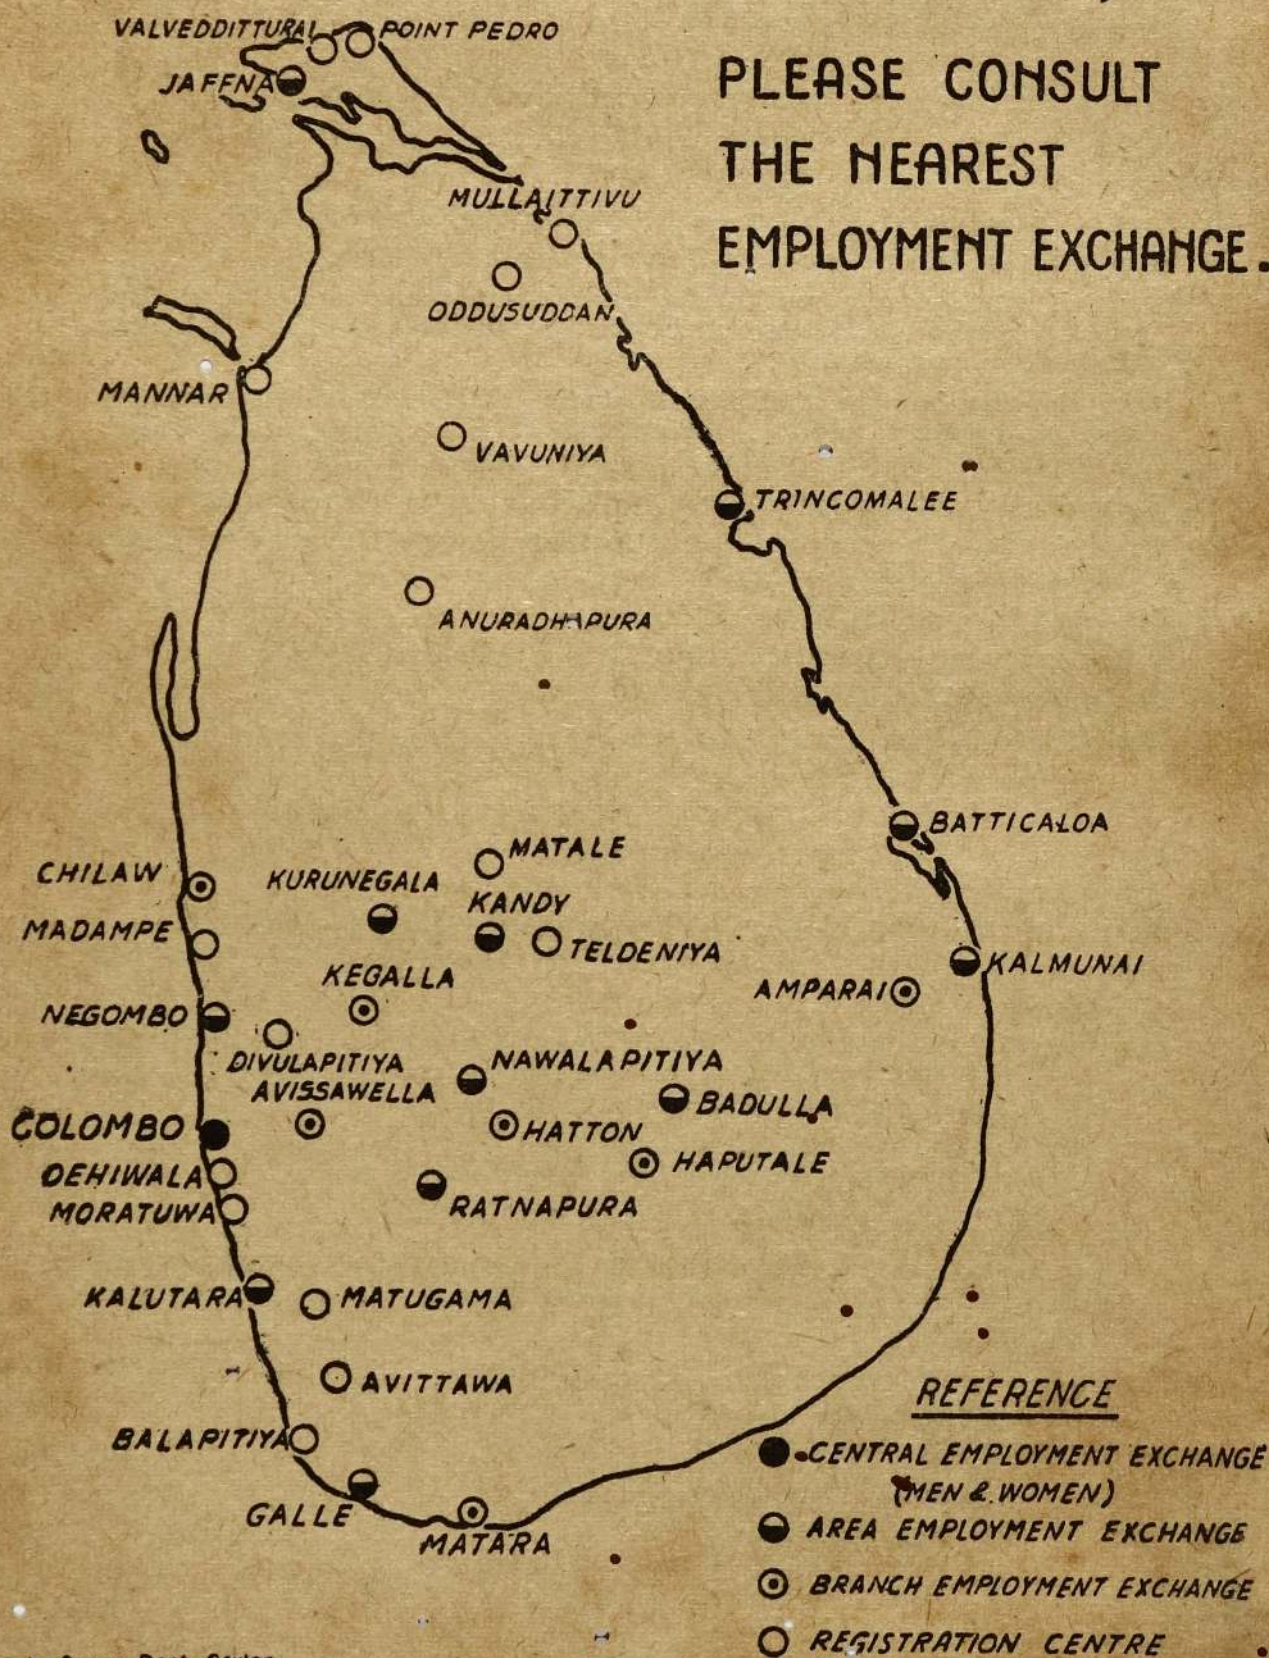 VALVEDDITTURAI
POINT PEDRO
JAFFNA
PLEASE CONSULT
THE NEAREST
EMPLOYMENT EXCHANGE.
MULLAITTIVU
ODDUSUDDAN
MANNAR
VAVUNIYA
TRINCOMALEE
ANURADHAPURA
BATTICALOA
MATALE
CHILAW
KURUNEGALA
KANDY
MADAMPE
TELDENIYA
KALMUNAI
KEGALLA
AMPARAI
NEGOMBO
DIVULAPITIYA
NAWALAPITIYA
AVISSAWELLA
BADULLA
COLOMBO
HATTON
DEHIWALA
HAPUTALE
MORATUWA
RATNAPURA
KALUTARA
MATUGAMA
AVITTAWA
BALAPITIYA
GALLE
MATARA
REFERENCE
CENTRAL EMPLOYMENT EXCHANGE
(MEN & WOMEN)
AREA EMPLOYMENT EXCHANGE
BRANCH EMPLOYMENT EXCHANGE
REGISTRATION CENTRE